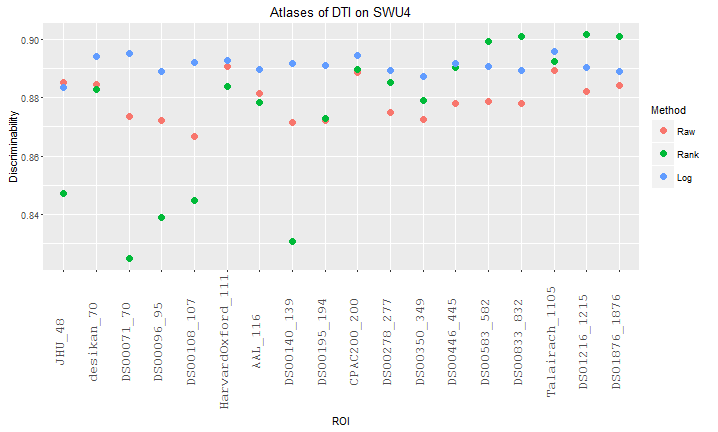 Atlases of DTI on SWU4
Discriminability
0.90
0.88
0.86
0.84
JHU_48
desikan_70
DS00071_70
DS00096_95
DS00108_107
HarvardOxford_111
AAL_116
DS00140_139
DS00195_194
CPAC200_200
DS00278_277
DS00350_349
DS00446_445
DS00583_582
DS00833_832
Talairach_1105
DS01216_1215
DS01876_1876
ROI
Method
Raw
Rank
Log